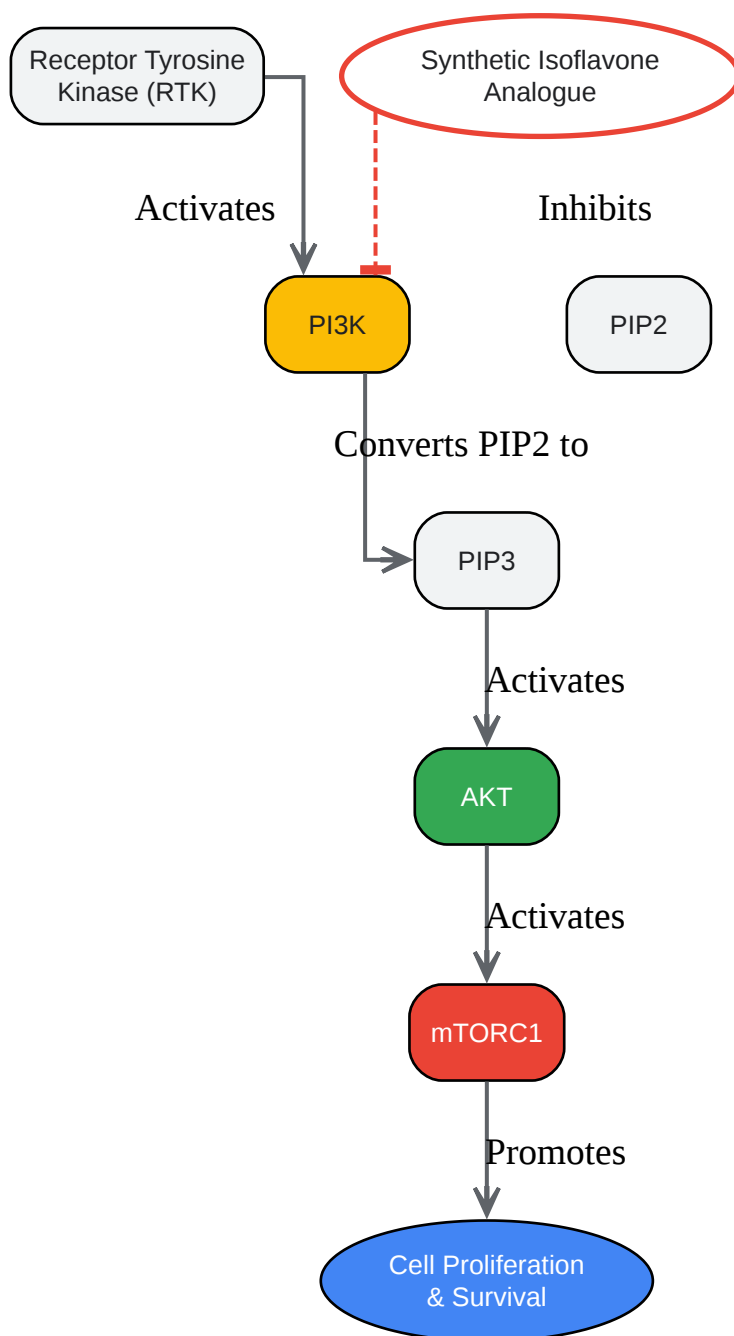 Receptor Tyrosine
Kinase (RTK)
Synthetic Isoflavone
Analogue
Activates
Inhibits
PI3K
PIP2
Converts PIP2 to
PIP3
Activates
AKT
Activates
mTORC1
Promotes
Cell Proliferation
& Survival